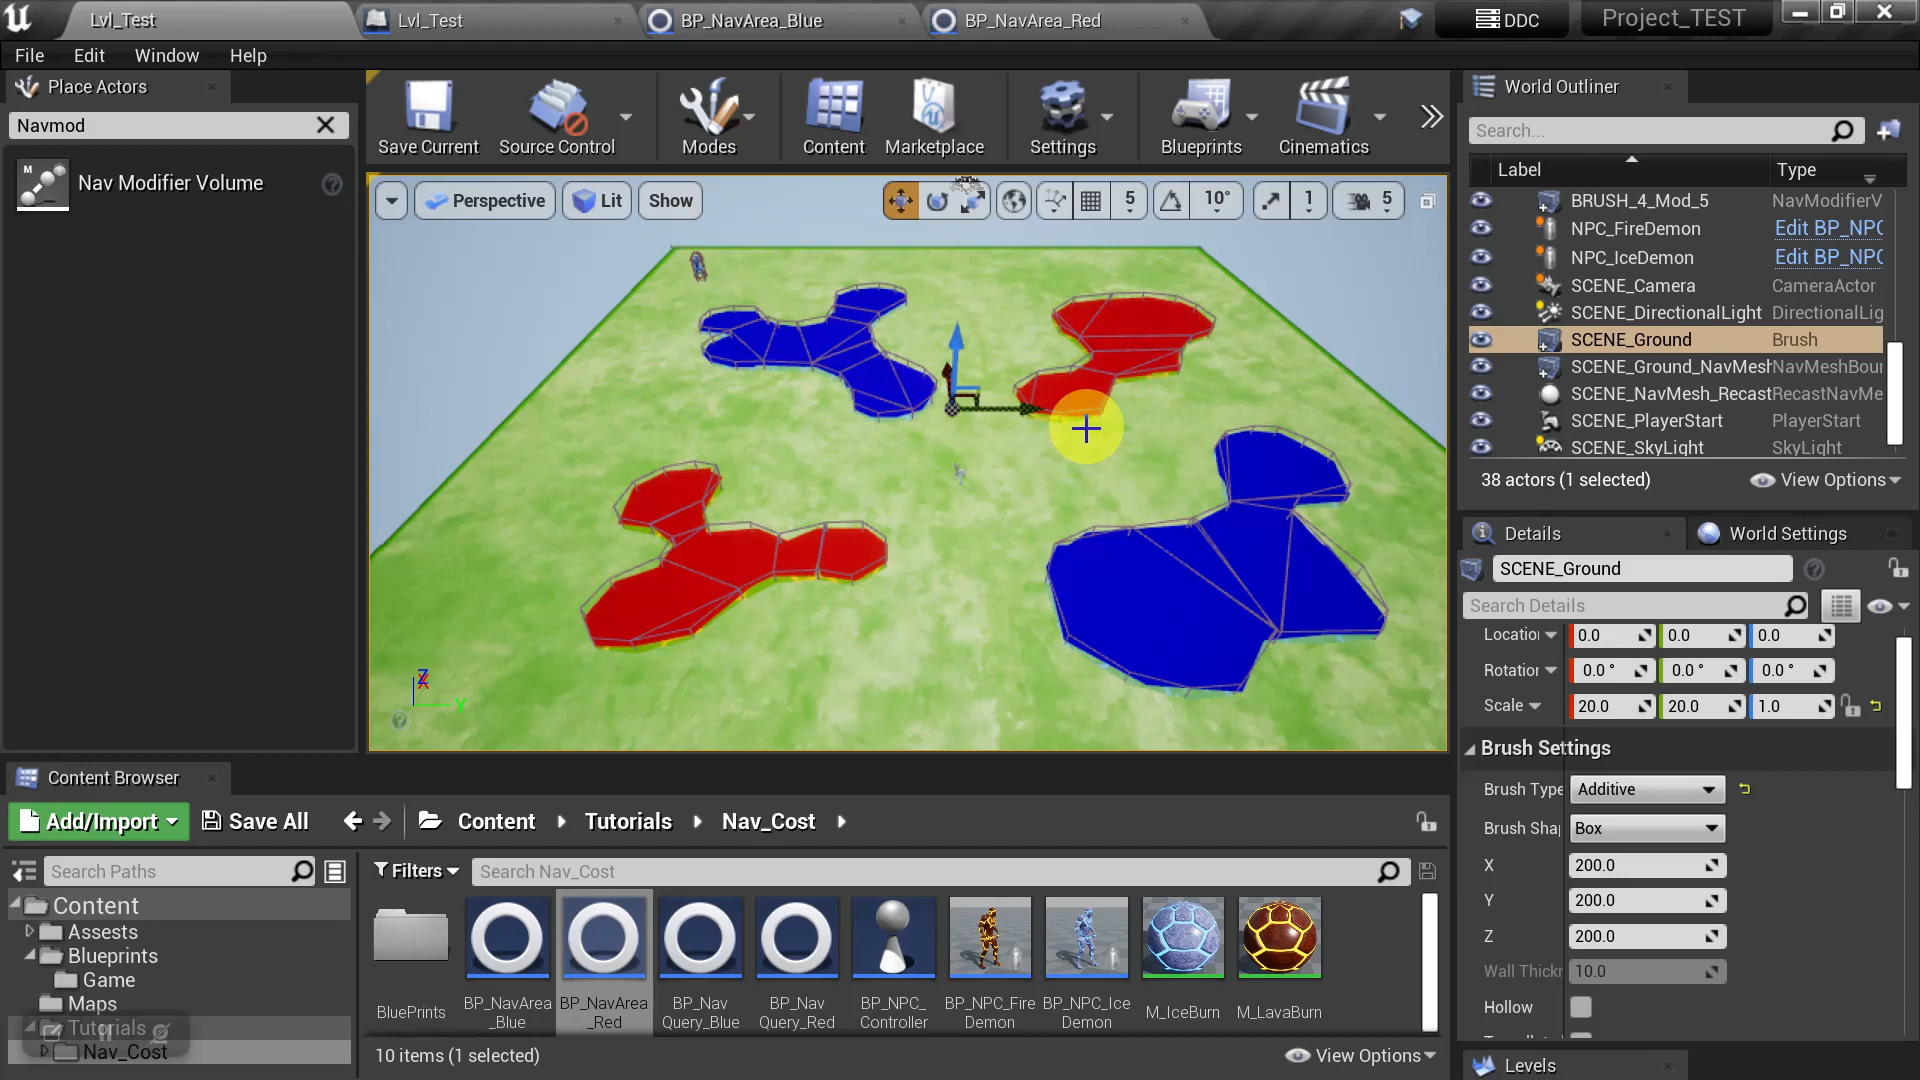 Lvl_Test
Lvl_Test
BP_NavArea_Blue
BP_NavArea_Red
DDC
Project_TEST
File Edit Window Help
Place Actors
Navmod
M
Nav Modifier Volume
Save Current
Source Control
Modes
Content
Marketplace
Settings
Blueprints
Cinematics
Perspective
Lit
Show
5
10°
1
5
Z
X
Y
World Outliner
Search...
Label
Type
BRUSH_4_Mod_5 NavModifierV
NPC_FireDemon Edit BP_NPC
NPC_IceDemon Edit BP_NPC
SCENE_Camera CameraActor
SCENE_DirectionalLight DirectionalLig
SCENE_Ground Brush
SCENE_Ground_NavMesh NavMeshBour
SCENE_NavMesh_Recast RecastNavMe
SCENE_PlayerStart PlayerStart
SCENE_SkyLight SkyLight
38 actors (1 selected)
View Options
Details
World Settings
SCENE_Ground
Search Details
Location 0.0 0.0 0.0
Rotation 0.0 ° 0.0 ° 0.0 °
Scale 20.0 20.0 1.0
Brush Settings
Brush Type Additive
Brush Sha Box
X 200.0
Y 200.0
Z 200.0
Wall Thickn 10.0
Hollow
Levels
Content Browser
Add/Import
Save All
Content
Tutorials
Nav_Cost
Search Paths
Filters
Search Nav_Cost
Content
Assests
Blueprints
Game
Maps
Tutorials
Nav_Cost
BluePrints
BP_NavArea
_Blue
BP_NavArea
_Red
BP_Nav
Query_Blue
BP_Nav
Query_Red
BP_NPC_
Controller
BP_NPC_Fire
Demon
BP_NPC_Ice
Demon
M_IceBurn
M_LavaBurn
10 items (1 selected)
View Options